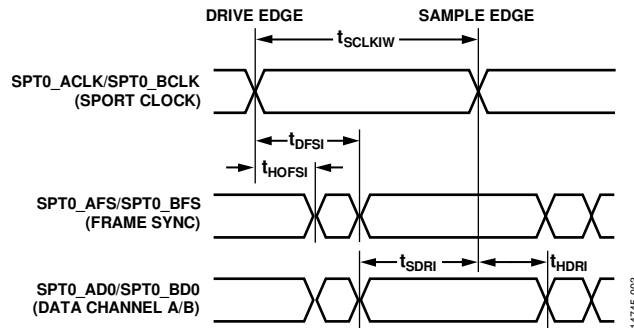 DRIVE EDGE
SAMPLE EDGE
tSCLKIW
SPT0_ACLK/SPT0_BCLK
(SPORT CLOCK)
tDFSI
tHOFSI
SPT0_AFS/SPT0_BFS
(FRAME SYNC)
tSDRI
tHDRI
SPT0_AD0/SPT0_BD0
(DATA CHANNEL A/B)